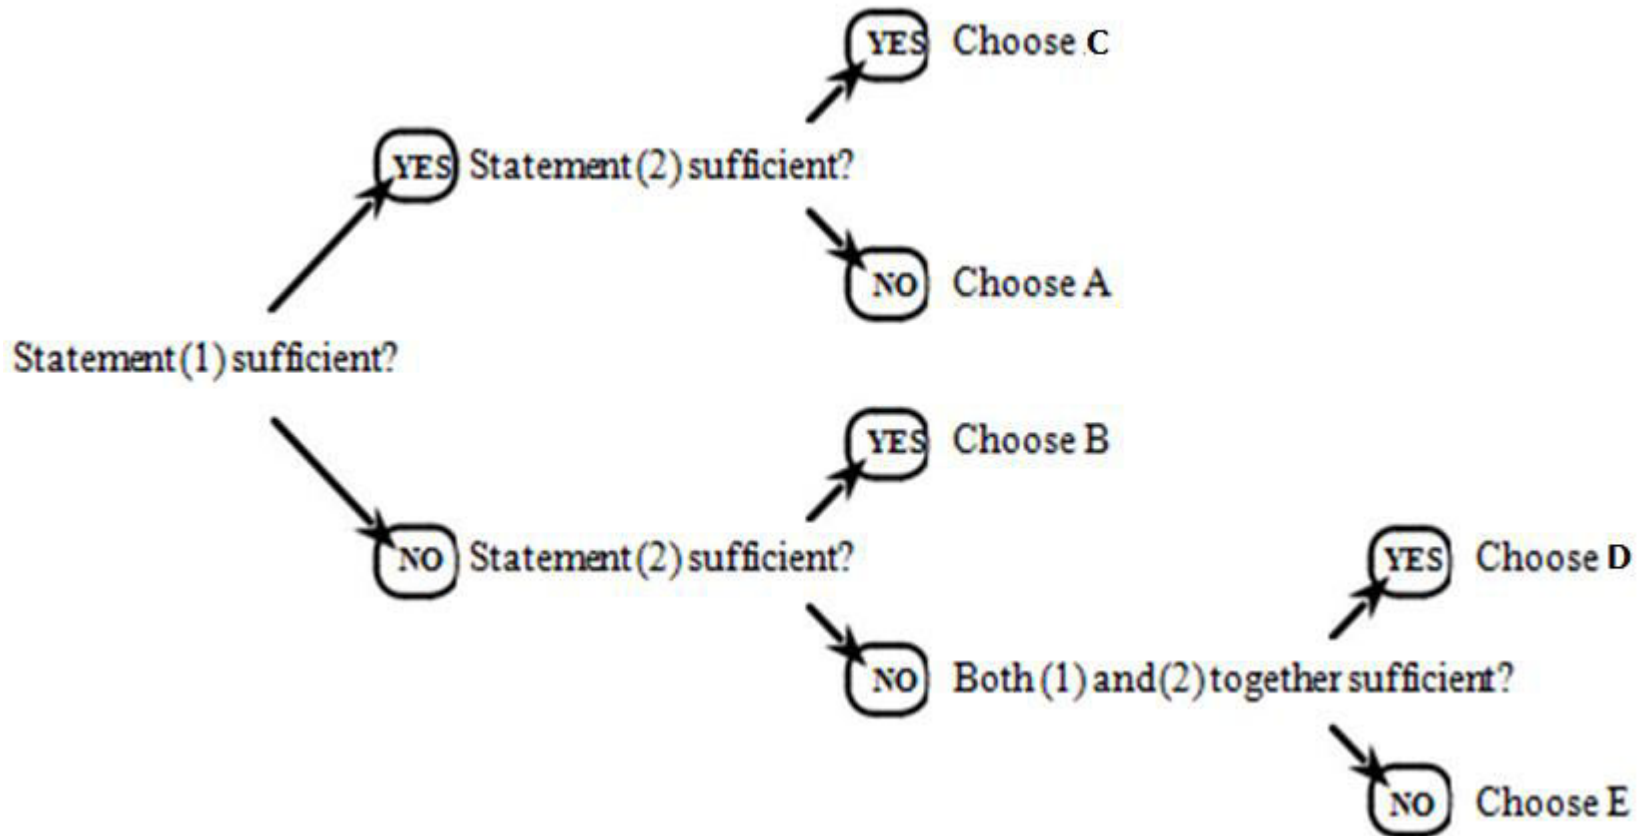 YES Choose C
YES Statement (2) sufficient?
NO Choose A
Statement (1) sufficient?
YES Choose B
NO Statement (2) sufficient?
YES Choose D
NO Both (1) and (2) together sufficient?
NO Choose E